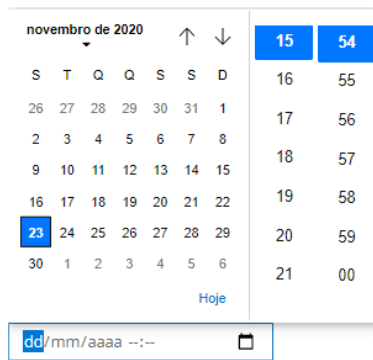 novembro de 2020
S T Q Q S S D
26 27 28 29 30 31 1
2 3 4 5 6 7 8
9 10 11 12 13 14 15
16 17 18 19 20 21 22
23 24 25 26 27 28 29
30 1 2 3 4 5 6
Hoje
15 54
16 55
17 56
18 57
19 58
20 59
21 00
dd/mm/aaaa --:--